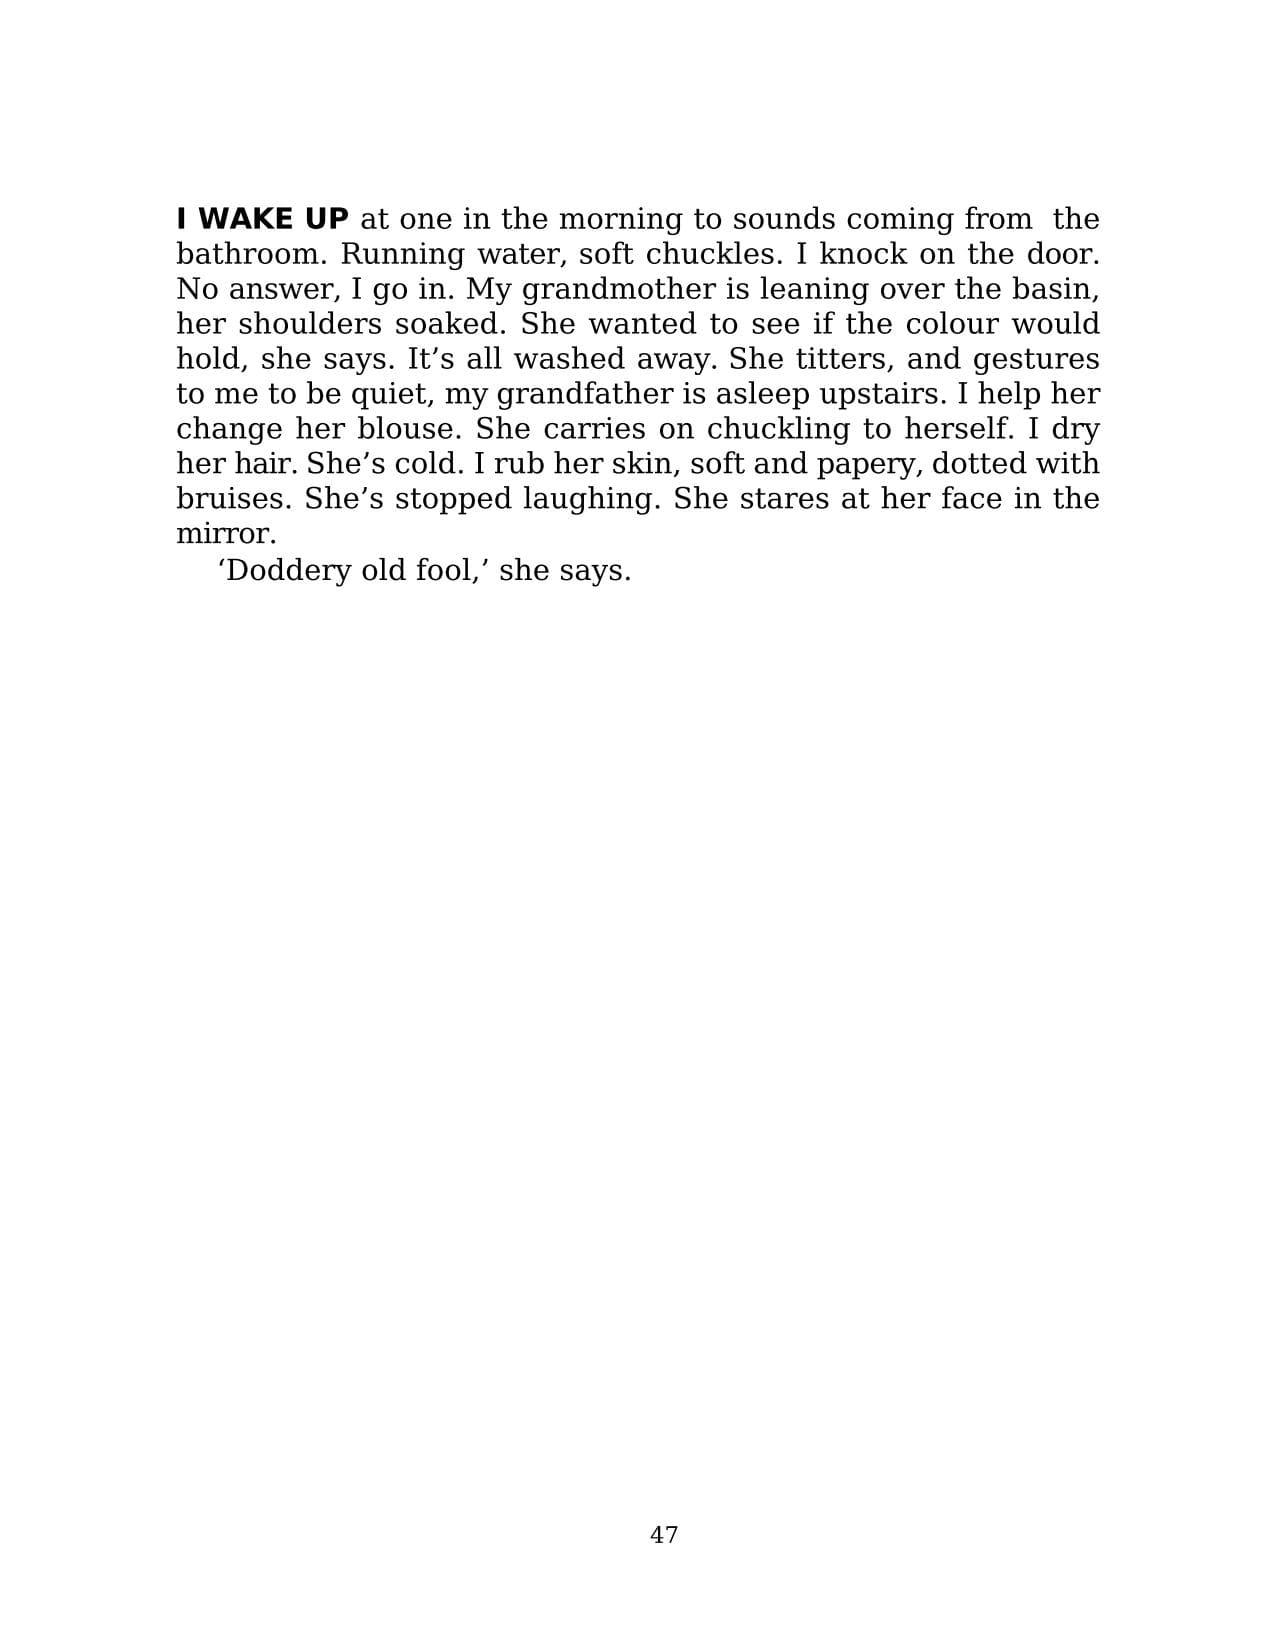 I WAKE UP at one in the morning to sounds coming from the
bathroom. Running water, soft chuckles. I knock on the door.
No answer, I go in. My grandmother is leaning over the basin,
her shoulders soaked. She wanted to see if the colour would
hold, she says. It’s all washed away. She titters, and gestures
to me to be quiet, my grandfather is asleep upstairs. I help her
change her blouse. She carries on chuckling to herself. I dry
her hair. She’s cold. I rub her skin, soft and papery, dotted with
bruises. She’s stopped laughing. She stares at her face in the
mirror.
‘Doddery old fool,’ she says.
47